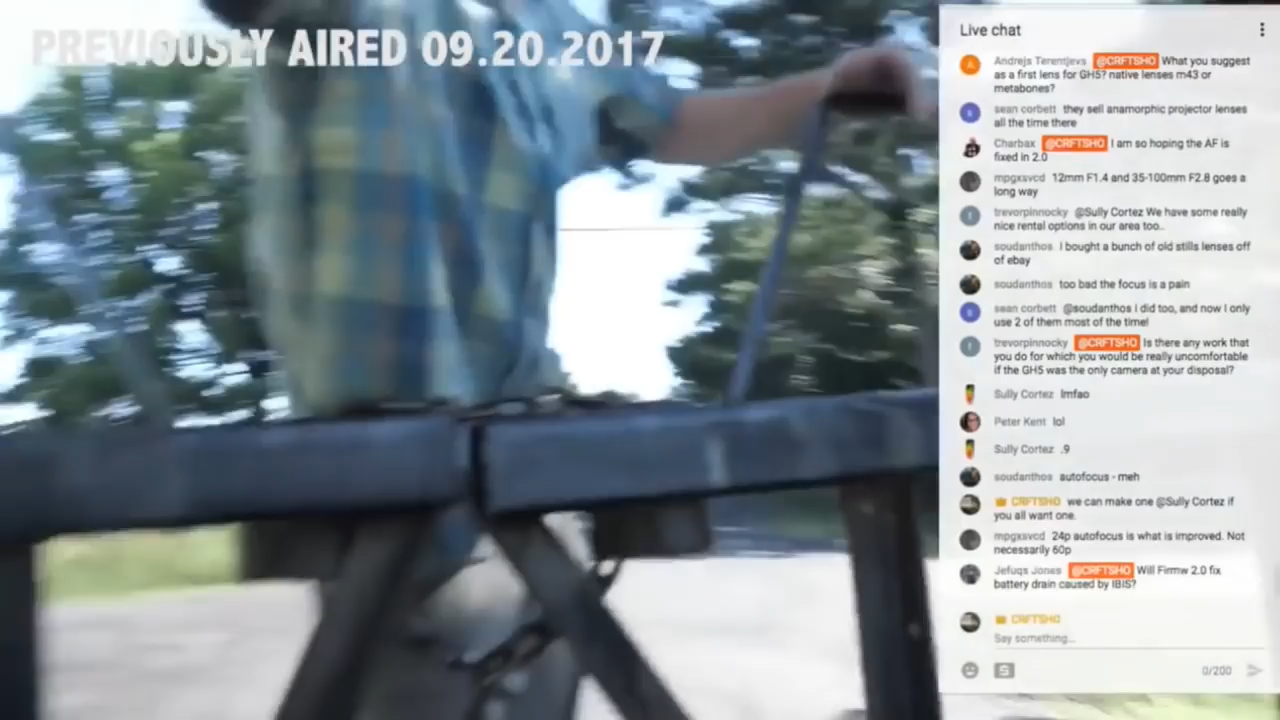 PREVIOUSLY AIRED 09.20.2017
Live chat
Andrejs Terentjevs @CRFTSHO What you suggest
as a first lens for GH5? native lenses m43 or
metabones?
sean corbett they sell anamorphic projector lenses
all the time there
Charbax @CRFTSHO I am so hoping the AF is
fixed in 2.0
mpgxsvcd 12mm F1.4 and 35-100mm F2.8 goes a
long way
trevorpinnocky @Sully Cortez We have some really
nice rental options in our area too..
soudanthos I bought a bunch of old stills lenses off
of ebay
soudanthos too bad the focus is a pain
sean corbett @soudanthos I did too, and now I only
use 2 of them most of the time!
trevorpinnocky @CRFTSHO Is there any work that
you do for which you would be really uncomfortable
if the GH5 was the only camera at your disposal?
Sully Cortez lmfao
Peter Kent lol
Sully Cortez .9
soudanthos autofocus - meh
CRFTSHO we can make one @Sully Cortez if
you all want one.
mpgxsvcd 24p autofocus is what is improved. Not
necessarily 60p
Jefuqs Jones @CRFTSHO Will Firmw 2.0 fix
battery drain caused by IBIS?
CRFTSHO
Say something...
0/200